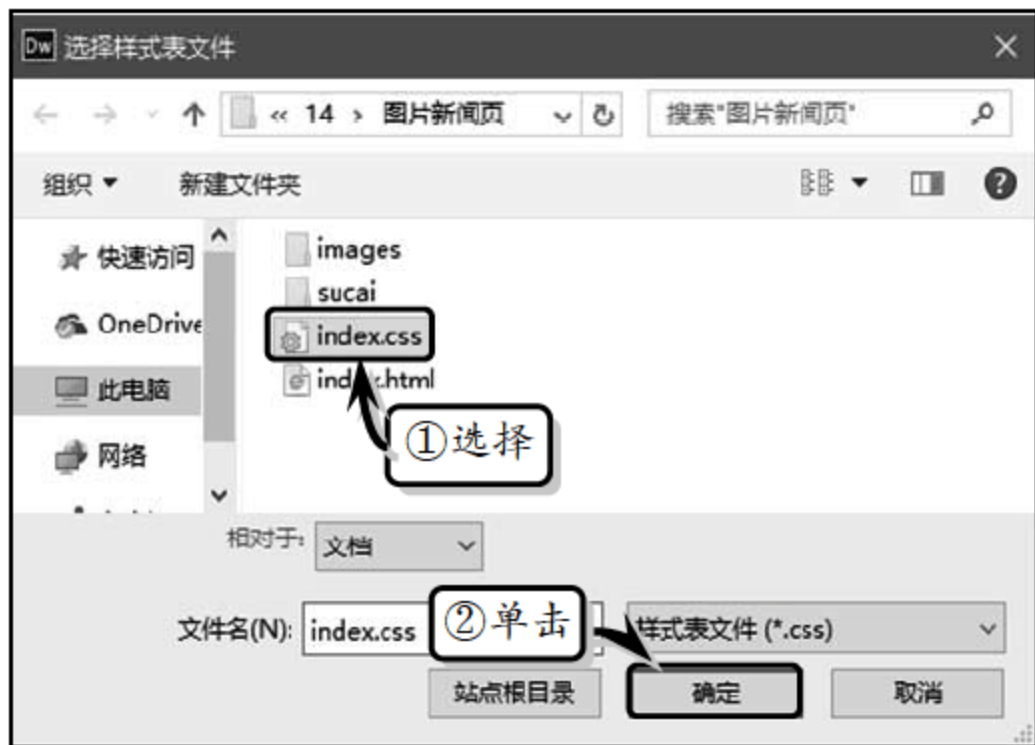 Dw 选择样式表文件
« 14 › 图片新闻页 搜索"图片新闻页"
组织 新建文件夹
快速访问
OneDrive
此电脑
网络
images
sucai
index.css
index.html
①选择
相对于: 文档
文件名(N): index.css ②单击 样式表文件 (*.css)
站点根目录 确定 取消